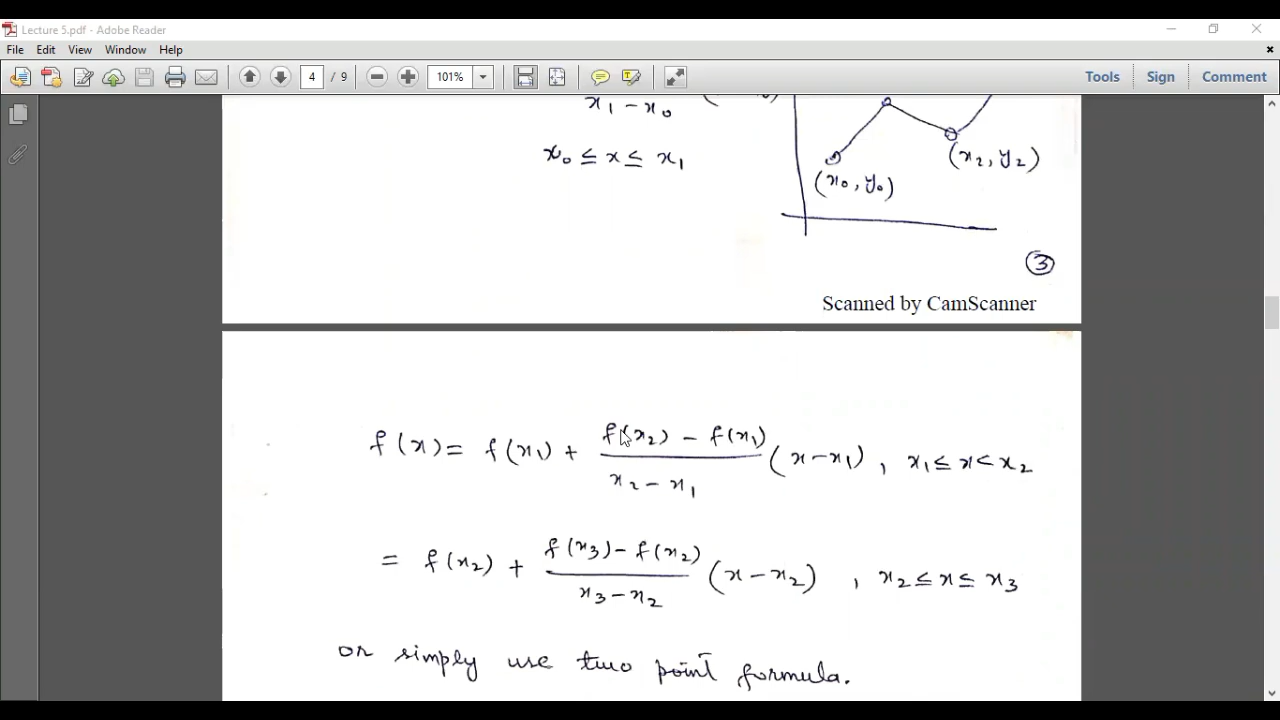 Lecture 5.pdf - Adobe Reader
File Edit View Window Help
4 / 9 101% Tools Sign Comment
x₁ - x₀
x₀ ≤ x ≤ x₁
(x₂, y₂)
(x₀, y₀)
3
Scanned by CamScanner
f(x) = f(x₁) + f(x₂) - f(x₁) / x₂ - x₁ (x - x₁), x₁ ≤ x < x₂
= f(x₂) + f(x₃) - f(x₂) / x₃ - x₂ (x - x₂), x₂ ≤ x ≤ x₃
or simply use two point formula.